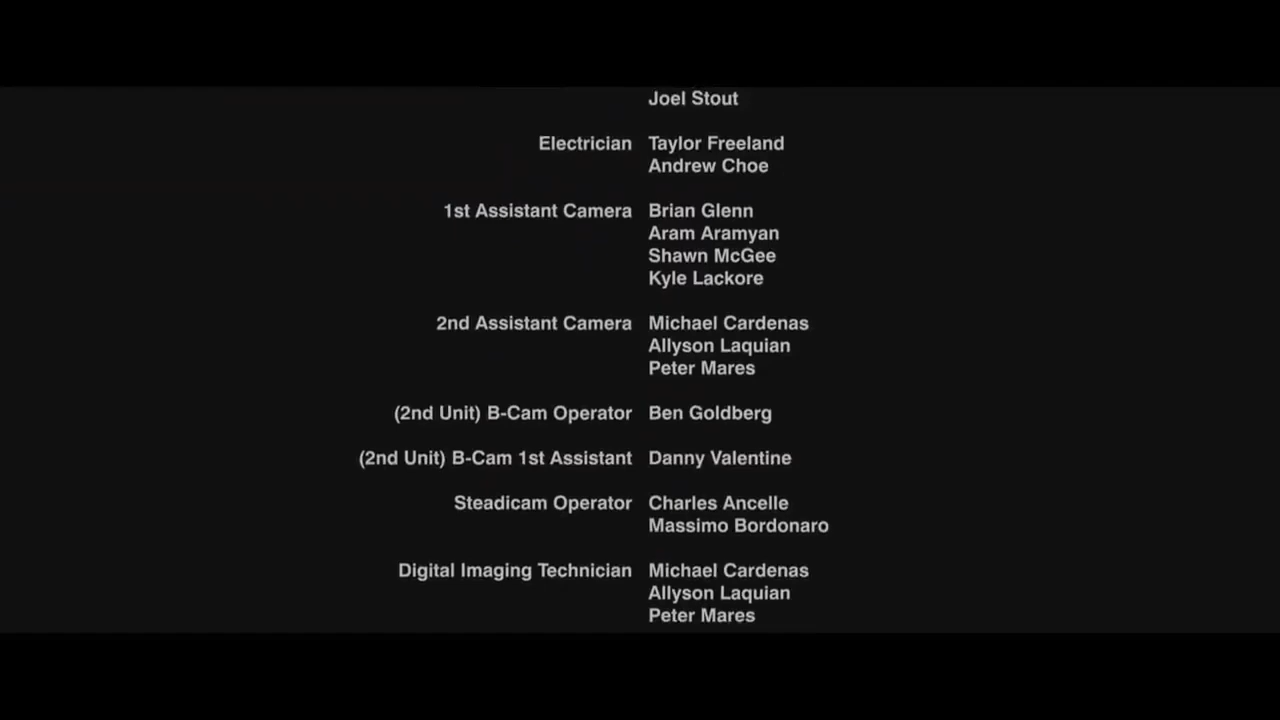 Joel Stout
Electrician Taylor Freeland
Andrew Choe
1st Assistant Camera Brian Glenn
Aram Aramyan
Shawn McGee
Kyle Lackore
2nd Assistant Camera Michael Cardenas
Allyson Laquian
Peter Mares
(2nd Unit) B-Cam Operator Ben Goldberg
(2nd Unit) B-Cam 1st Assistant Danny Valentine
Steadicam Operator Charles Ancelle
Massimo Bordonaro
Digital Imaging Technician Michael Cardenas
Allyson Laquian
Peter Mares